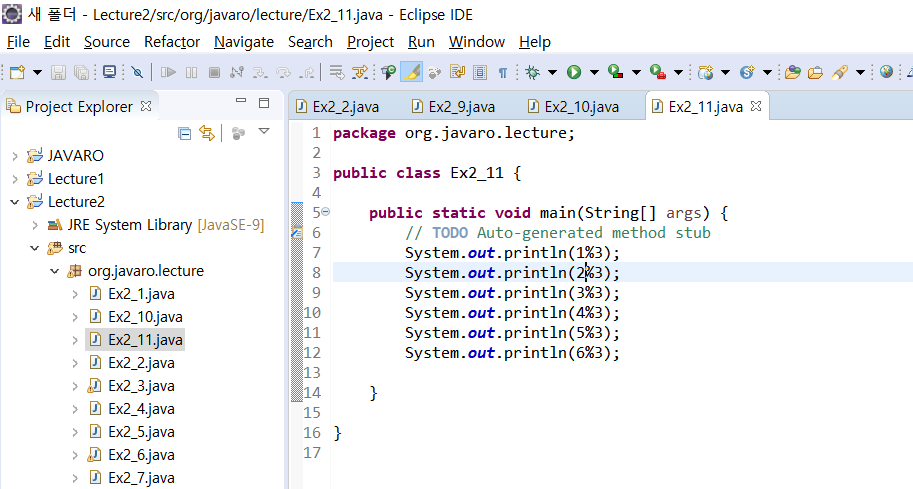 새 폴더 - Lecture2/src/org/javaro/lecture/Ex2_11.java - Eclipse IDE
File Edit Source Refactor Navigate Search Project Run Window Help
Project Explorer
JAVARO
Lecture1
Lecture2
JRE System Library [JavaSE-9]
src
org.javaro.lecture
Ex2_1.java
Ex2_10.java
Ex2_11.java
Ex2_2.java
Ex2_3.java
Ex2_4.java
Ex2_5.java
Ex2_6.java
Ex2_7.java
Ex2_2.java Ex2_9.java Ex2_10.java Ex2_11.java
1 package org.javaro.lecture;
2
3 public class Ex2_11 {
4
5 public static void main(String[] args) {
6 // TODO Auto-generated method stub
7 System.out.println(1%3);
8 System.out.println(2%3);
9 System.out.println(3%3);
10 System.out.println(4%3);
11 System.out.println(5%3);
12 System.out.println(6%3);
13
14 }
15
16 }
17